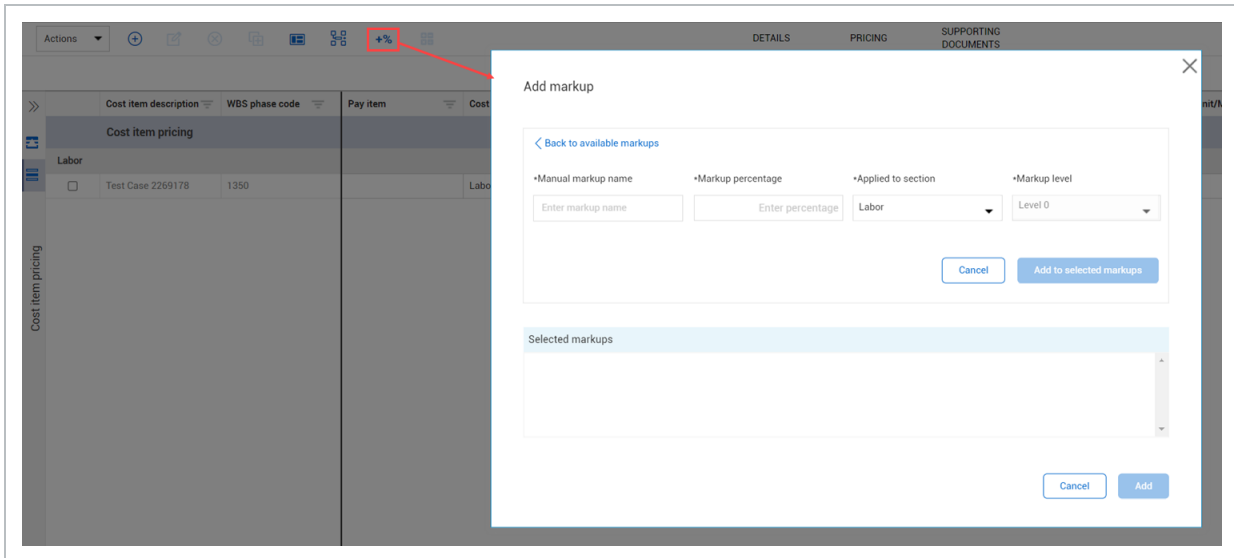 Actions
+%
DETAILS
PRICING
SUPPORTING
DOCUMENTS
Add markup
Cost item description
WBS phase code
Pay item
Cost
nit/M
Cost item pricing
Back to available markups
Labor
•Manual markup name
•Markup percentage
•Applied to section
•Markup level
Test Case 2269178
1350
Labo
Enter markup name
Enter percentage
Labor
Level 0
Cost item pricing
Cancel
Add to selected markups
Selected markups
Cancel
Add